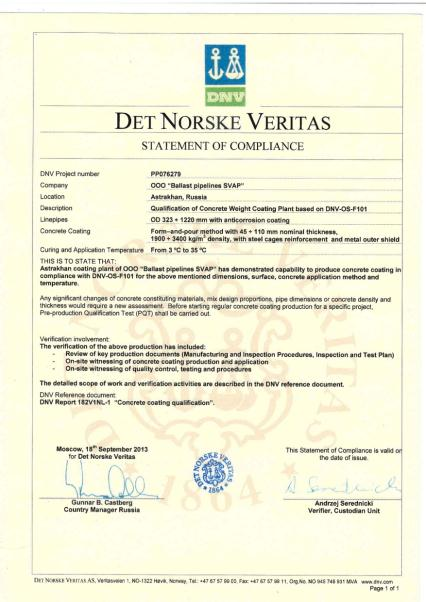 DNV
DET NORSKE VERITAS
STATEMENT OF COMPLIANCE
DNV Project number PP076279
Company OOO "Ballast pipelines SVAP"
Location Astrakhan, Russia
Description Qualification of Concrete Weight Coating Plant based on DNV-OS-F101
Linepipes OD 323 ÷ 1220 mm with anticorrosion coating
Concrete Coating Form–and-pour method with 45 ÷ 110 mm nominal thickness,
1900 ÷ 3400 kg/m³ density, with steel cages reinforcement and metal outer shield
Curing and Application Temperature From 3 ºC to 35 ºC
THIS IS TO STATE THAT:
Astrakhan coating plant of OOO "Ballast pipelines SVAP" has demonstrated capability to produce concrete coating in
compliance with DNV-OS-F101 for the above mentioned dimensions, surface, concrete application method and
temperature.
Any significant changes of concrete constituting materials, mix design proportions, pipe dimensions or concrete density and
thickness would require a new assessment. Before starting regular concrete coating production for a specific project,
Pre-production Qualification Test (PQT) shall be carried out.
Verification involvement:
The verification of the above production has included:
- Review of key production documents (Manufacturing and Inspection Procedures, Inspection and Test Plan)
- On-site witnessing of concrete coating production and application
- On-site witnessing of quality control, testing and procedures
The detailed scope of work and verification activities are described in the DNV reference document.
DNV Reference document:
DNV Report 182V1NL-1 "Concrete coating qualification".
Moscow, 18th September 2013
for Det Norske Veritas
This Statement of Compliance is valid on
the date of issue.
DET NORSKE VERITAS
1864
Gunnar B. Castberg
Country Manager Russia
Andrzej Serednicki
Verifier, Custodian Unit
DET NORSKE VERITAS AS, Veritasveien 1, NO-1322 Høvik, Norway, Tel.: +47 67 57 99 00, Fax: +47 67 57 99 11, Org.No. NO 945 748 931 MVA www.dnv.com
Page 1 of 1